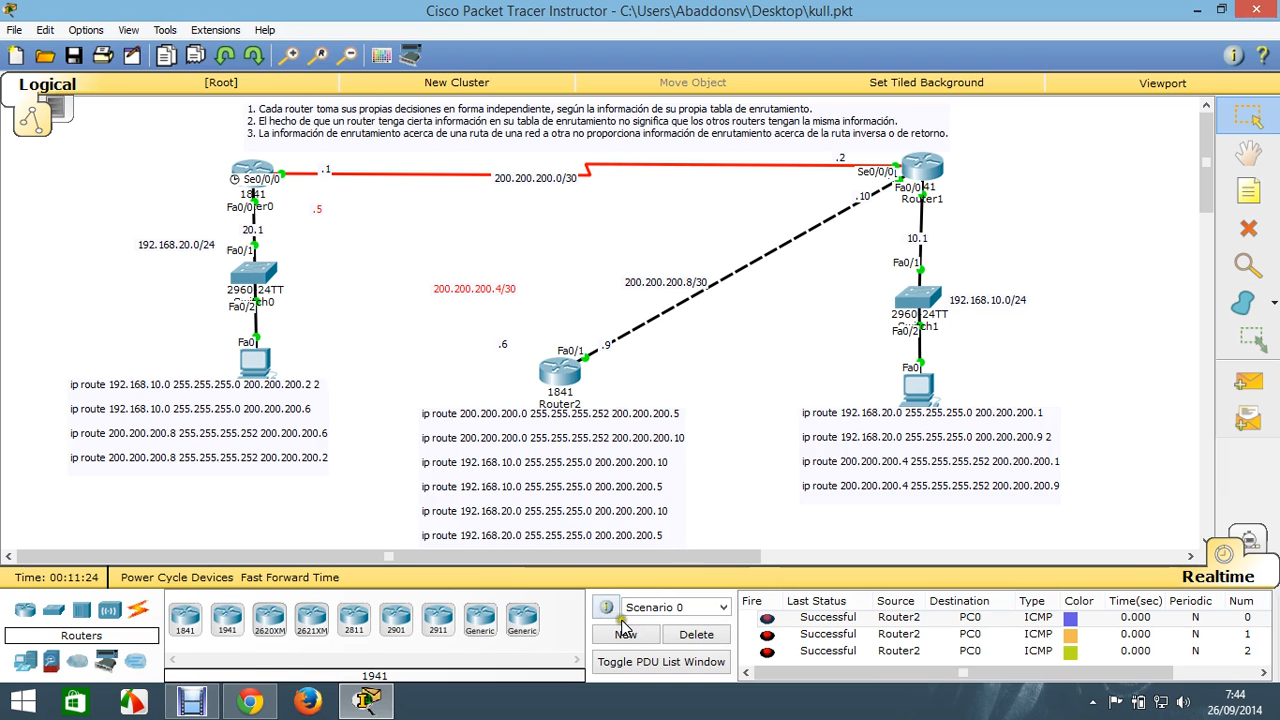 Cisco Packet Tracer Instructor - C:\Users\Abaddonsv\Desktop\kull.pkt
File Edit Options View Tools Extensions Help
Logical [Root] New Cluster Move Object Set Tiled Background Viewport
1. Cada router toma sus propias decisiones en forma independiente, según la información de su propia tabla de enrutamiento.
2. El hecho de que un router tenga cierta información en su tabla de enrutamiento no significa que los otros routers tengan la misma información.
3. La información de enrutamiento acerca de una ruta de una red a otra no proporciona información de enrutamiento acerca de la ruta inversa o de retorno.
.1
.2
Se0/0/0
200.200.200.0/30
Se0/0/0
1841
Fa0/0
.5
Fa0/0
Router1
.10
20.1
10.1
192.168.20.0/24
Fa0/1
Fa0/1
2960-24TT
Fa0/2
200.200.200.4/30
200.200.200.8/30
192.168.10.0/24
2960-24TT
Fa0/2
Fa0
.6
Fa0/1
.9
Fa0
1841
Router2
ip route 192.168.10.0 255.255.255.0 200.200.200.2 2
ip route 192.168.10.0 255.255.255.0 200.200.200.6
ip route 200.200.200.8 255.255.255.252 200.200.200.6
ip route 200.200.200.8 255.255.255.252 200.200.200.2
ip route 200.200.200.0 255.255.255.252 200.200.200.5
ip route 200.200.200.0 255.255.255.252 200.200.200.10
ip route 192.168.10.0 255.255.255.0 200.200.200.10
ip route 192.168.10.0 255.255.255.0 200.200.200.5
ip route 192.168.20.0 255.255.255.0 200.200.200.10
ip route 192.168.20.0 255.255.255.0 200.200.200.5
ip route 192.168.20.0 255.255.255.0 200.200.200.1
ip route 192.168.20.0 255.255.255.0 200.200.200.9 2
ip route 200.200.200.4 255.255.255.252 200.200.200.1
ip route 200.200.200.4 255.255.255.252 200.200.200.9
Time: 00:11:24 Power Cycle Devices Fast Forward Time
Realtime
Routers
1841 1941 2620XM 2621XM 2811 2901 2911 Generic Generic
1941
Scenario 0
New Delete
Toggle PDU List Window
Fire Last Status Source Destination Type Color Time(sec) Periodic Num
Successful Router2 PC0 ICMP 0.000 N 0
Successful Router2 PC0 ICMP 0.000 N 1
Successful Router2 PC0 ICMP 0.000 N 2
7:44
26/09/2014